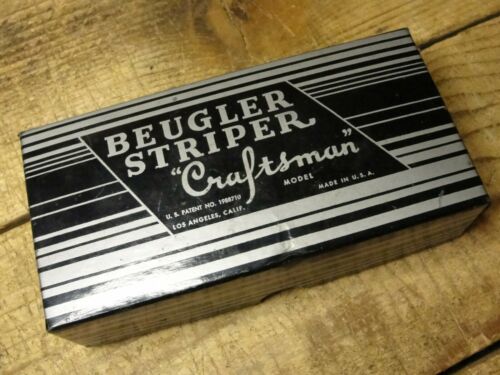 BEUGLER
STRIPER
"Craftsman"
MODEL
U. S. PATENT NO. 1988710
LOS ANGELES, CALIF.
MADE IN U. S. A.